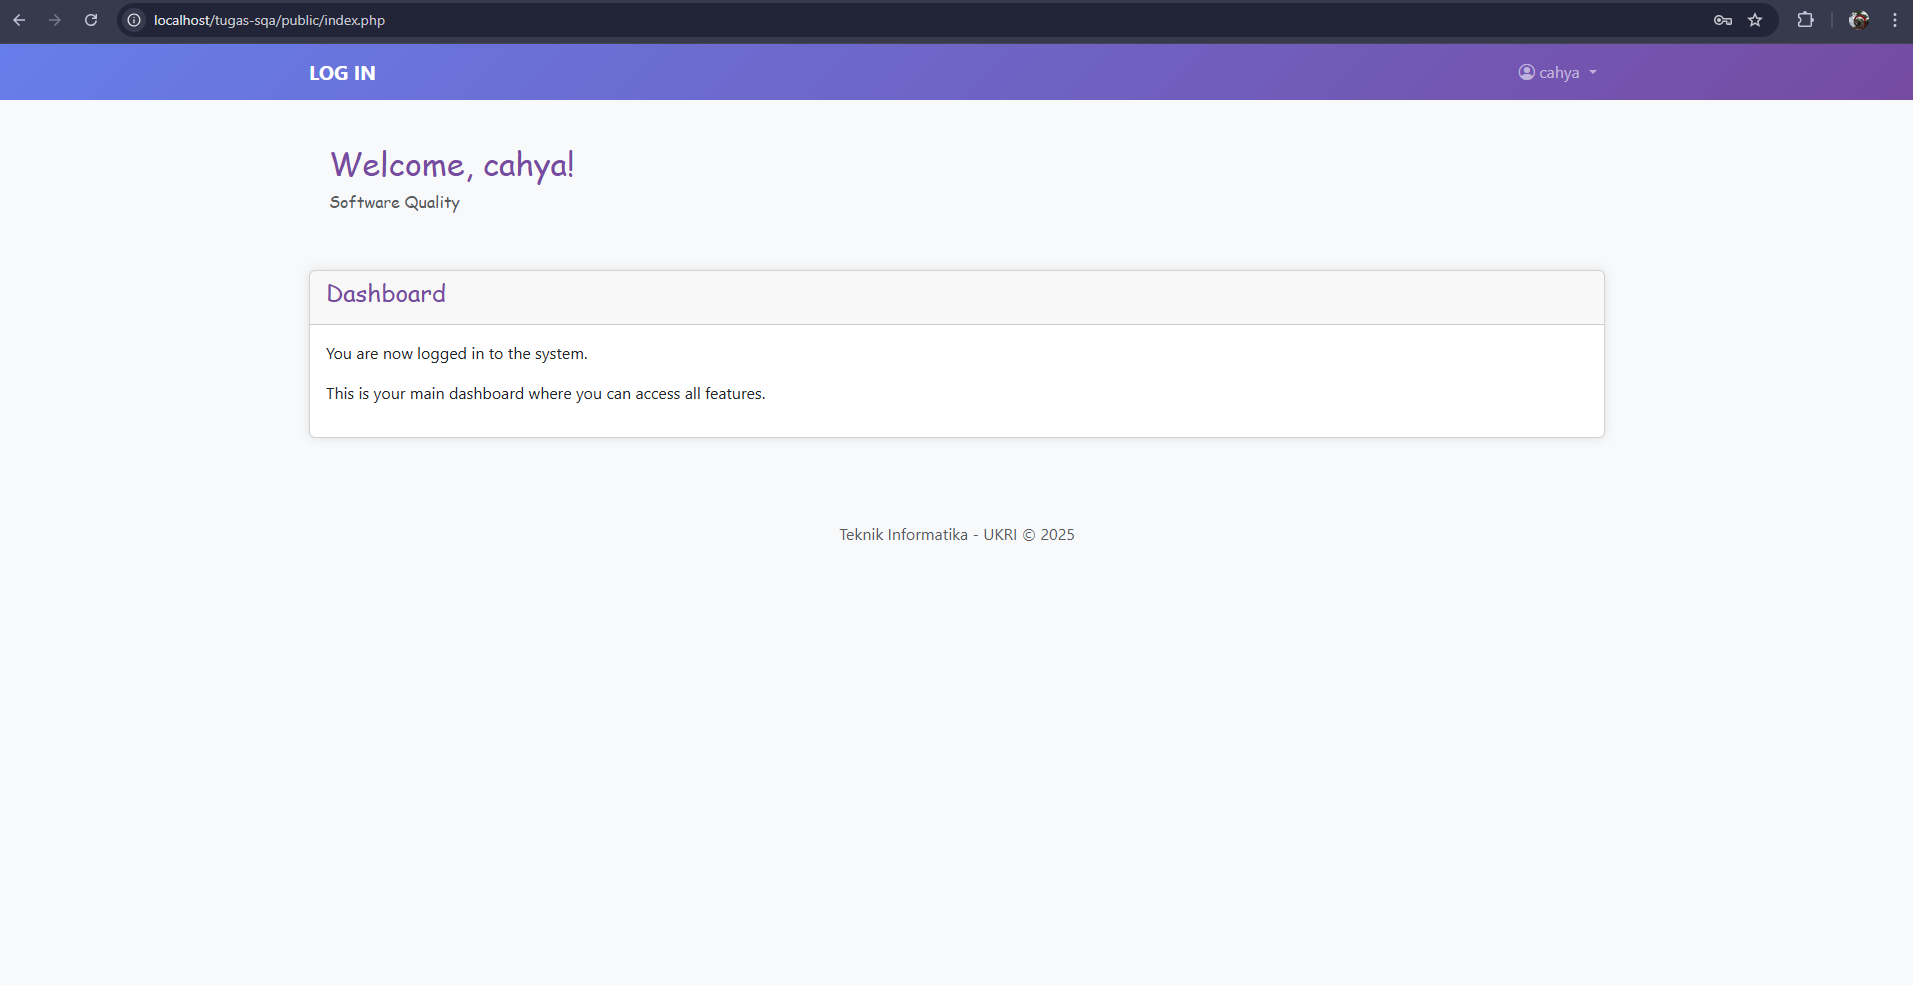 localhost/tugas-sqa/public/index.php
LOG IN
cahya
Welcome, cahya!
Software Quality
Dashboard
You are now logged in to the system.
This is your main dashboard where you can access all features.
Teknik Informatika - UKRI © 2025